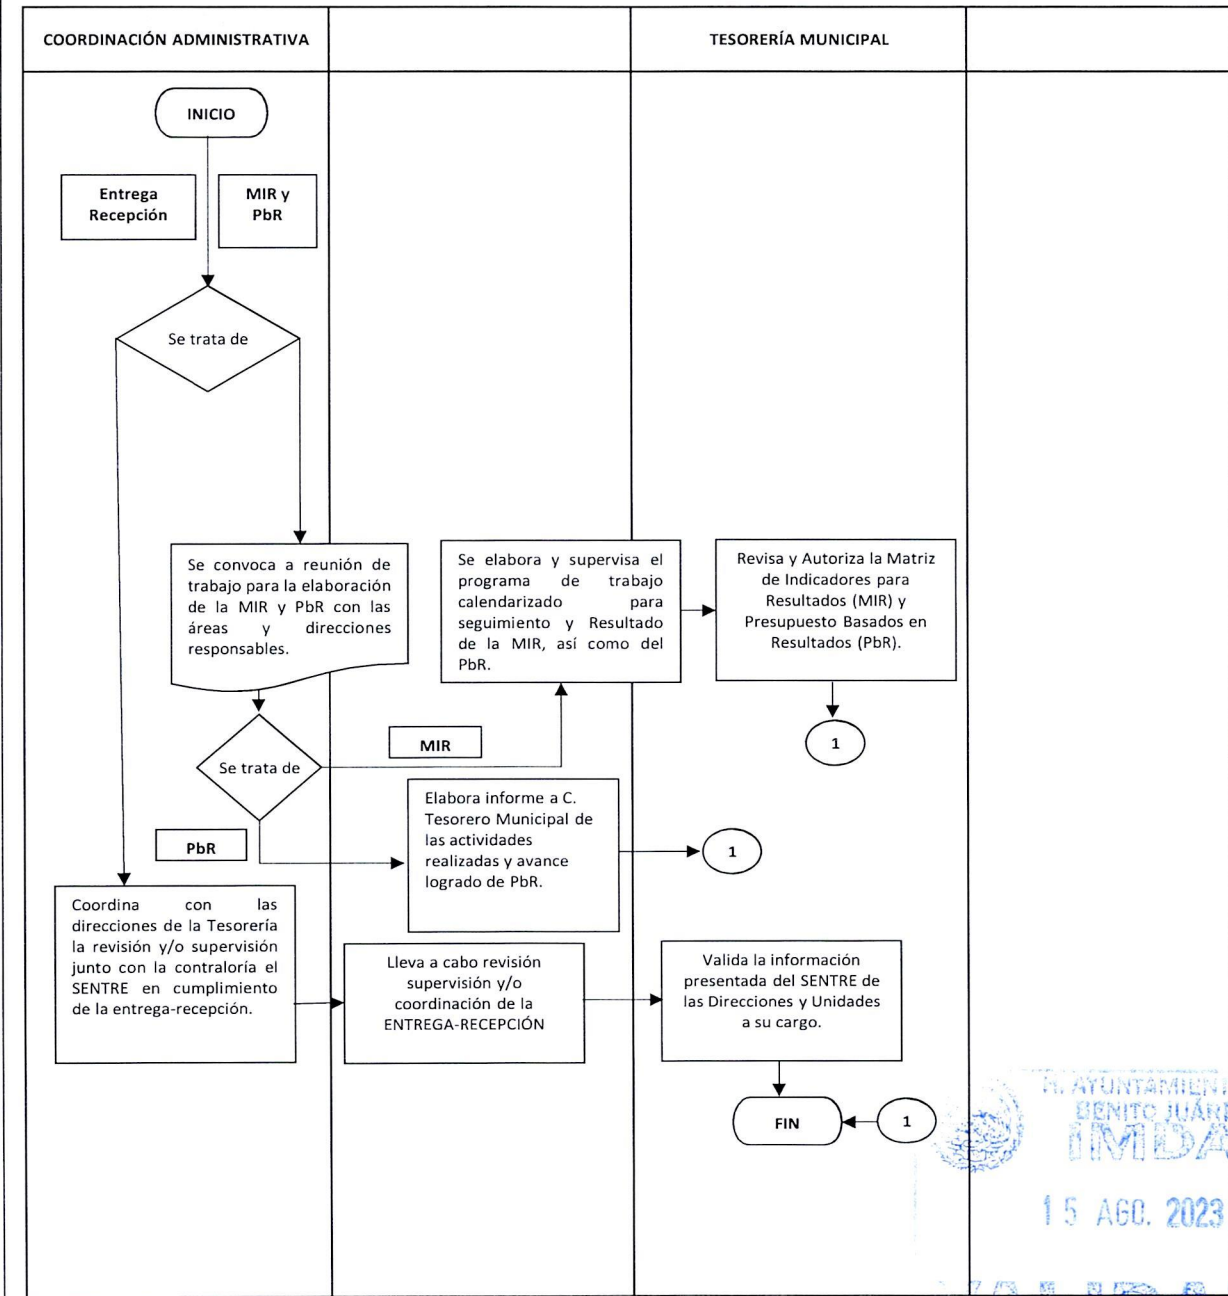 COORDINACIÓN ADMINISTRATIVA
TESORERÍA MUNICIPAL
INICIO
Entrega
Recepción
MIR y
PbR
Se trata de
Se convoca a reunión de
trabajo para la elaboración
de la MIR y PbR con las
áreas y direcciones
responsables.
Se elabora y supervisa el
programa de trabajo
calendarizado para
seguimiento y Resultado
de la MIR, así como del
PbR.
Revisa y Autoriza la Matriz
de Indicadores para
Resultados (MIR) y
Presupuesto Basados en
Resultados (PbR).
1
MIR
Se trata de
PbR
Elabora informe a C.
Tesorero Municipal de
las actividades
realizadas y avance
logrado de PbR.
1
Coordina con las
direcciones de la Tesorería
la revisión y/o supervisión
junto con la contraloría el
SENTRE en cumplimiento
de la entrega-recepción.
Lleva a cabo revisión
supervisión y/o
coordinación de la
ENTREGA-RECEPCIÓN
Valida la información
presentada del SENTRE de
las Direcciones y Unidades
a su cargo.
FIN
1
H. AYUNTAMIENT
BENITO JUÁR
IMDA
15 AGO. 2023